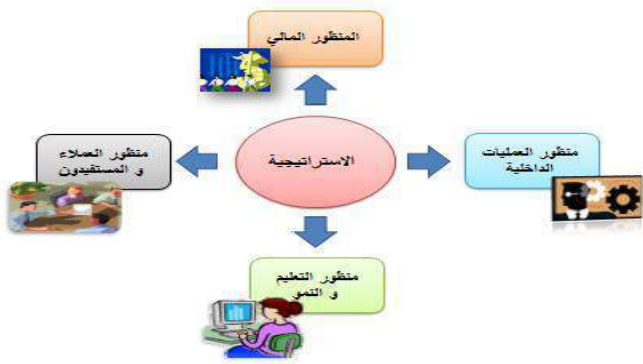 المنظور المالي
منظور العمليات
الداخلية
الاستراتيجية
منظور العملاء
و المستفيدون
منظور التعليم
و النمو